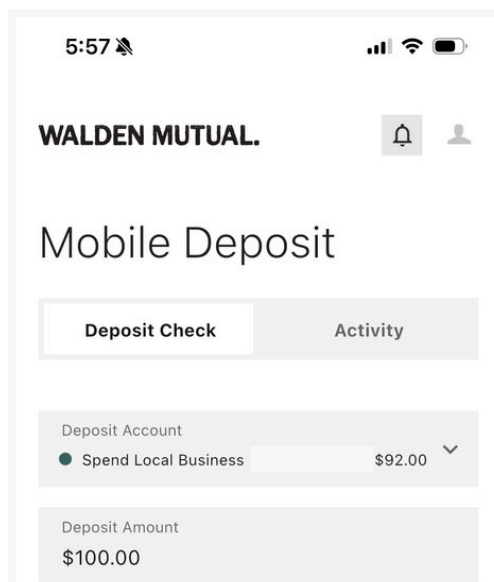 5:57
WALDEN MUTUAL.
Mobile Deposit
Deposit Check Activity
Deposit Account
Spend Local Business $92.00
Deposit Amount
$100.00